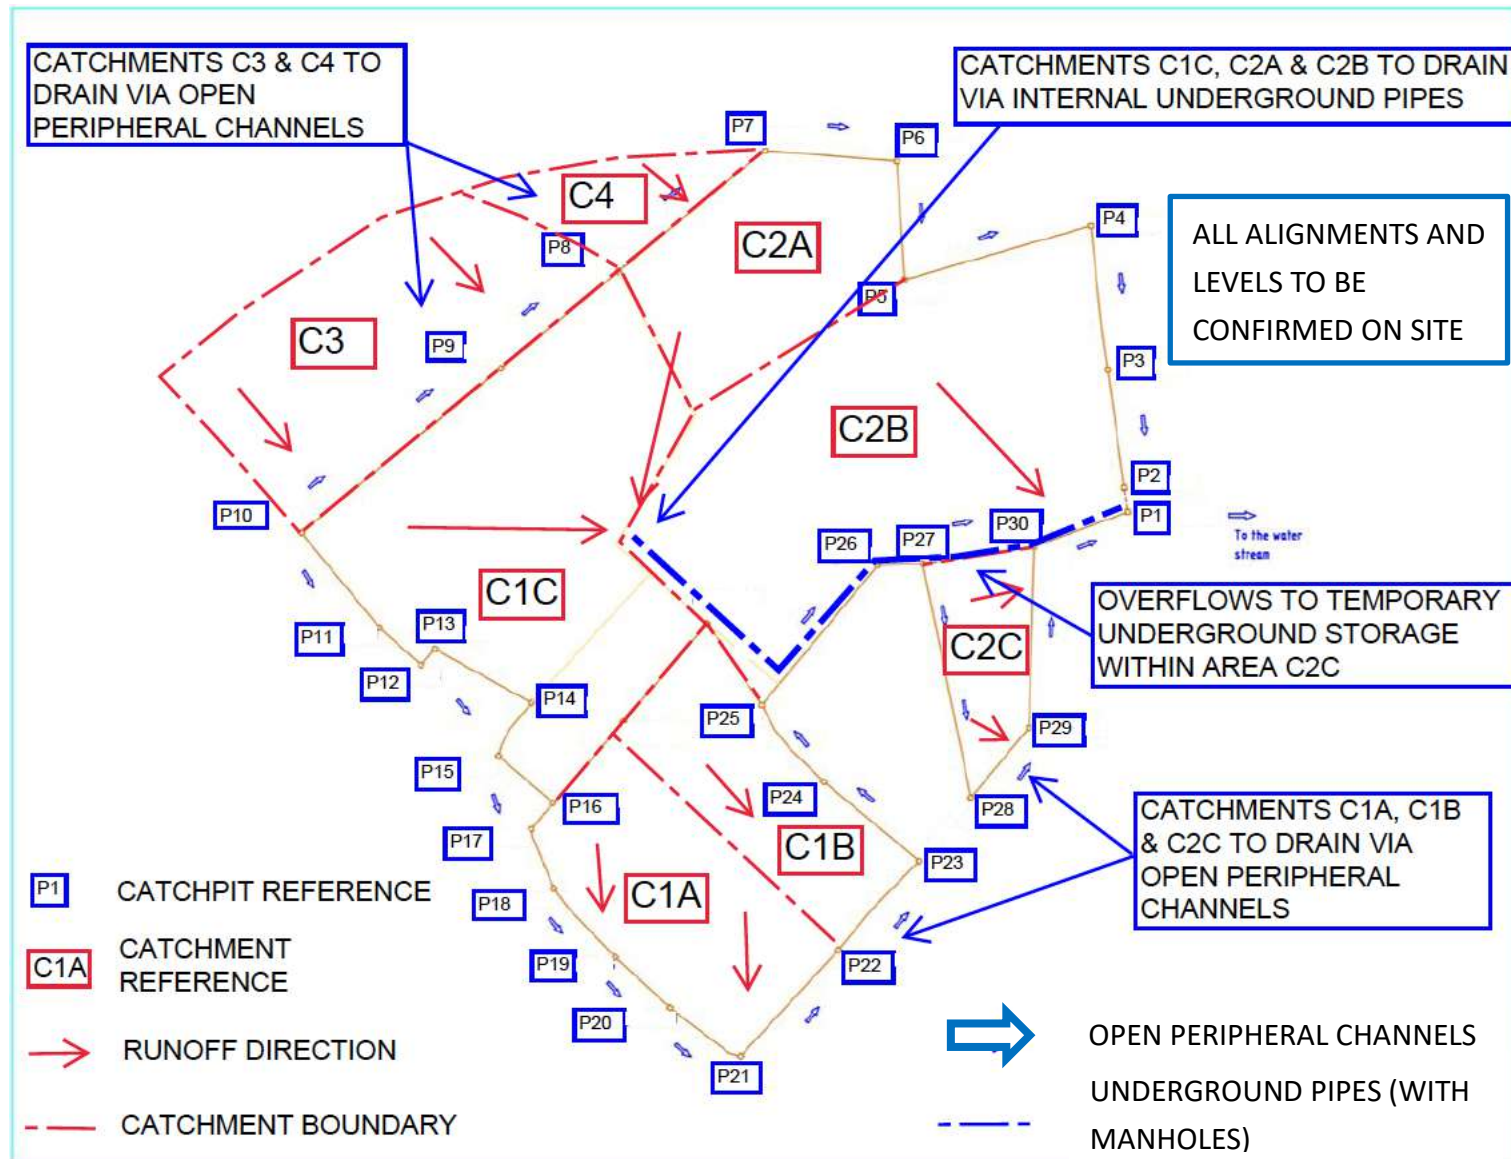 CATCHMENTS C3 & C4 TO
DRAIN VIA OPEN
PERIPHERAL CHANNELS
CATCHMENTS C1C, C2A & C2B TO DRAIN
VIA INTERNAL UNDERGROUND PIPES
P7
P6
C4
P4
ALL ALIGNMENTS AND
LEVELS TO BE
CONFIRMED ON SITE
P8
C2A
P5
C3
P9
P3
C2B
P2
P10
P1
To the water
stream
P26
P27
P30
C1C
P11
P13
P12
C2C
OVERFLOWS TO TEMPORARY
UNDERGROUND STORAGE
WITHIN AREA C2C
P14
P25
P29
P15
P24
P28
P16
P17
C1B
P23
CATCHMENTS C1A, C1B
& C2C TO DRAIN VIA
OPEN PERIPHERAL
CHANNELS
P1
CATCHPIT REFERENCE
P18
C1A
P19
P22
C1A
CATCHMENT
REFERENCE
P20
P21
RUNOFF DIRECTION
OPEN PERIPHERAL CHANNELS
CATCHMENT BOUNDARY
UNDERGROUND PIPES (WITH
MANHOLES)